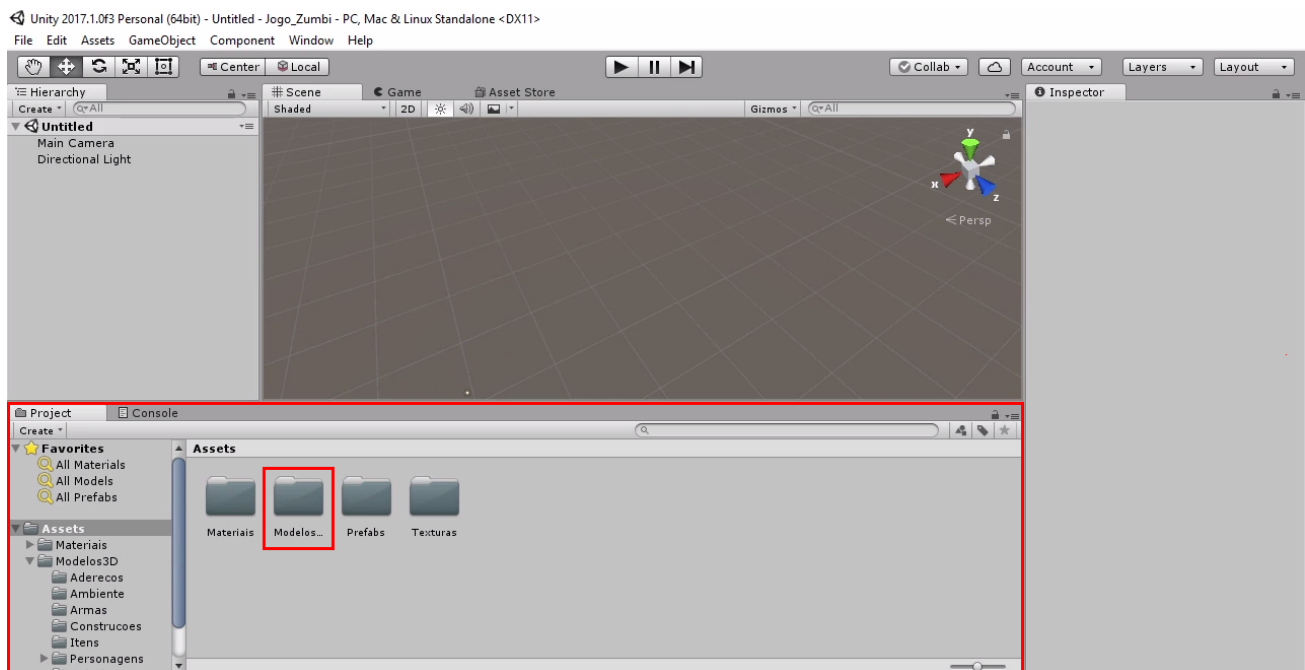 Unity 2017.1.0f3 Personal (64bit) - Untitled - Jogo_Zumbi - PC, Mac & Linux Standalone <DX11>
File Edit Assets GameObject Component Window Help
Center Local Collab Account Layers Layout
Hierarchy
Create All
Untitled
Main Camera
Directional Light
Scene Game Asset Store
Shaded 2D Gizmos All
y
x
z
Persp
Inspector
Project Console
Create
Favorites
All Materials
All Models
All Prefabs
Assets
Materiais
Modelos3D
Aderecos
Ambiente
Armas
Construcoes
Itens
Personagens
Assets
Materiais Modelos... Prefabs Texturas